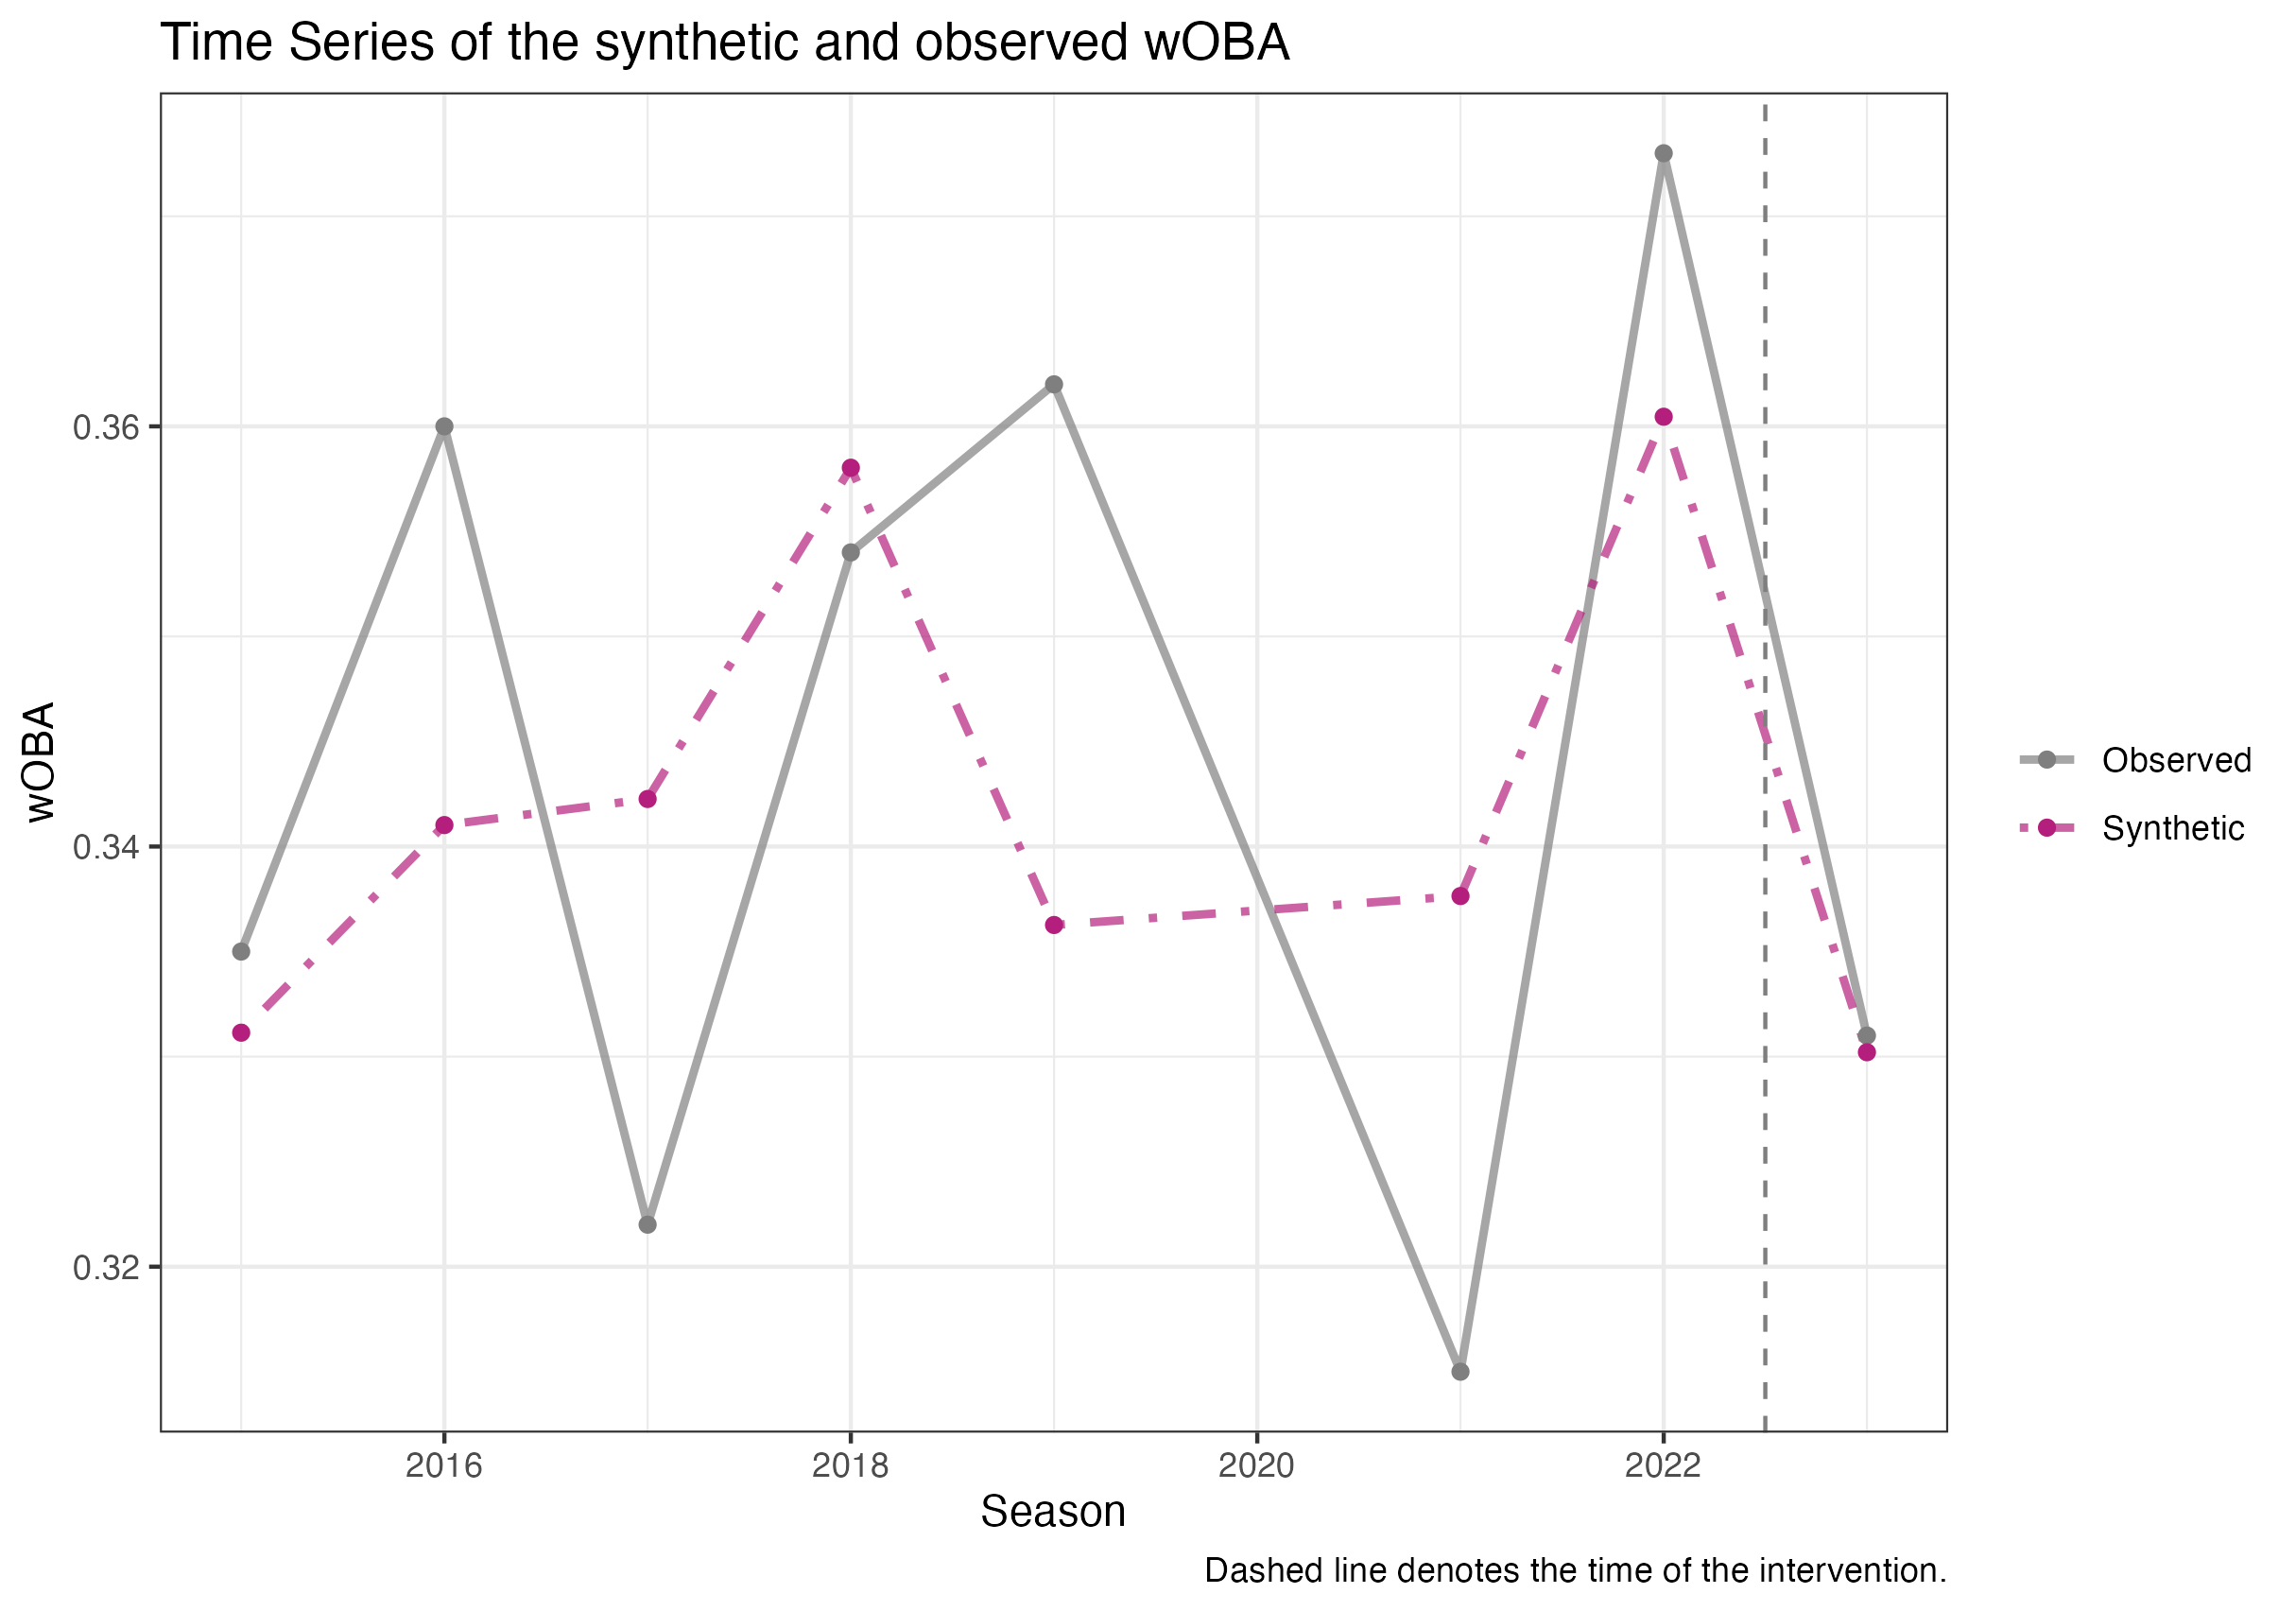 Time Series of the synthetic and observed wOBA
wOBA
0.36
0.34
0.32
2016
2018
2020
2022
Season
Observed
Synthetic
Dashed line denotes the time of the intervention.